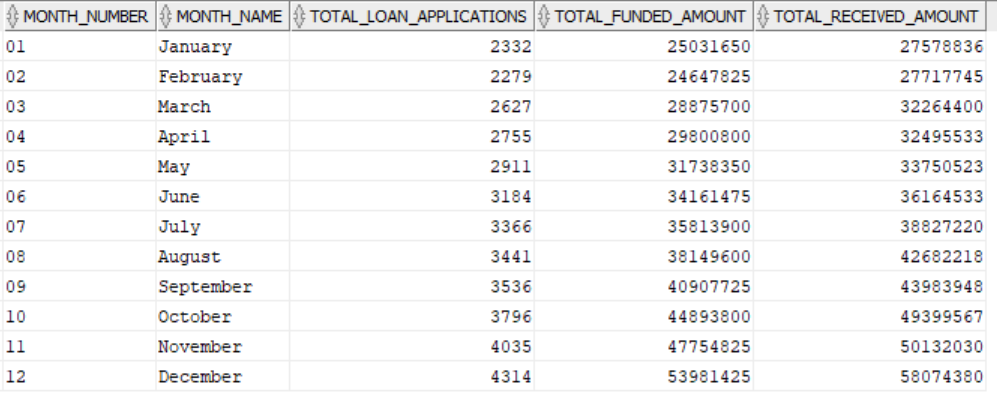 MONTH_NUMBER MONTH_NAME TOTAL_LOAN_APPLICATIONS TOTAL_FUNDED_AMOUNT TOTAL_RECEIVED_AMOUNT
01 January 2332 25031650 27578836
02 February 2279 24647825 27717745
03 March 2627 28875700 32264400
04 April 2755 29800800 32495533
05 May 2911 31738350 33750523
06 June 3184 34161475 36164533
07 July 3366 35813900 38827220
08 August 3441 38149600 42682218
09 September 3536 40907725 43983948
10 October 3796 44893800 49399567
11 November 4035 47754825 50132030
12 December 4314 53981425 58074380